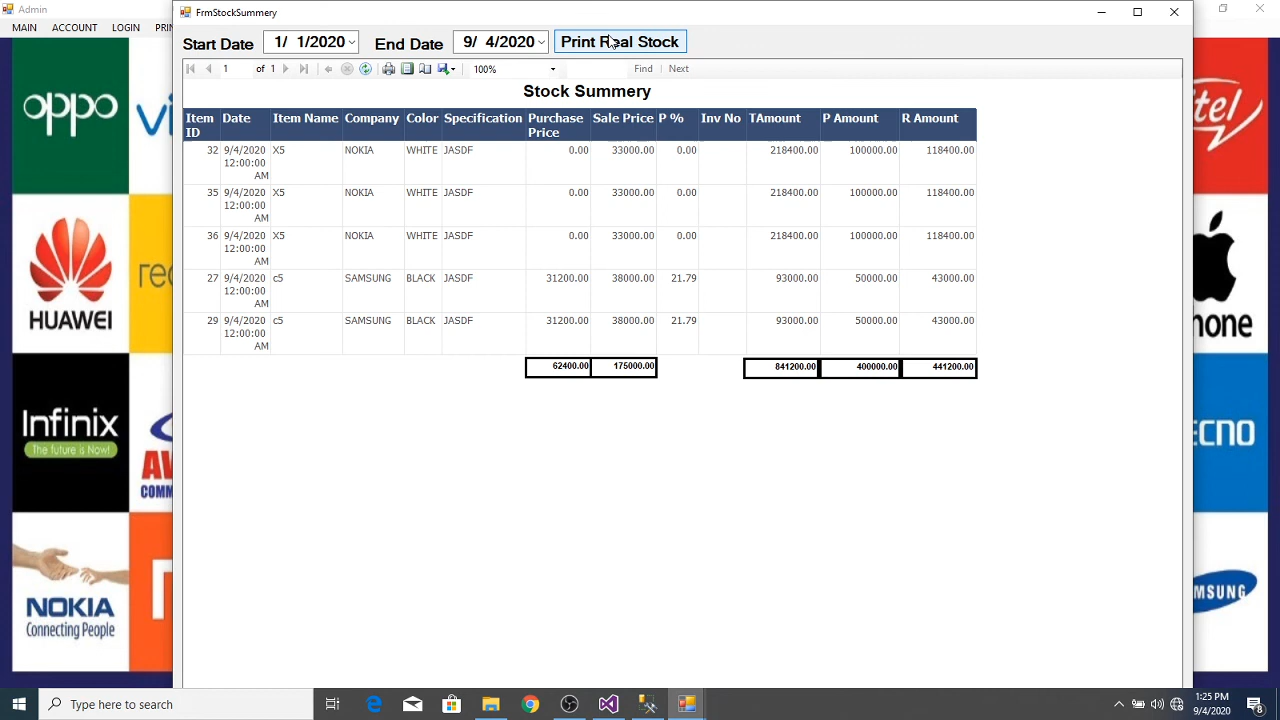 Admin
FrmStockSummery
MAIN ACCOUNT LOGIN PRI
Start Date 1/ 1/2020 End Date 9/ 4/2020 Print Real Stock
1 of 1 100% Find Next
Stock Summery
Item ID Date Item Name Company Color Specification Purchase Price Sale Price P % Inv No TAmount P Amount R Amount
32 9/4/2020 12:00:00 AM X5 NOKIA WHITE JASDF 0.00 33000.00 0.00 218400.00 100000.00 118400.00
35 9/4/2020 12:00:00 AM X5 NOKIA WHITE JASDF 0.00 33000.00 0.00 218400.00 100000.00 118400.00
36 9/4/2020 12:00:00 AM X5 NOKIA WHITE JASDF 0.00 33000.00 0.00 218400.00 100000.00 118400.00
27 9/4/2020 12:00:00 AM c5 SAMSUNG BLACK JASDF 31200.00 38000.00 21.79 93000.00 50000.00 43000.00
29 9/4/2020 12:00:00 AM c5 SAMSUNG BLACK JASDF 31200.00 38000.00 21.79 93000.00 50000.00 43000.00
62400.00 175000.00 841200.00 400000.00 441200.00
oppo
vi
itel
HUAWEI
rec
hone
Infinix
The future is Now!
AV
COMM
ECNO
NOKIA
Connecting People
MSUNG
Type here to search
1:25 PM
9/4/2020
8